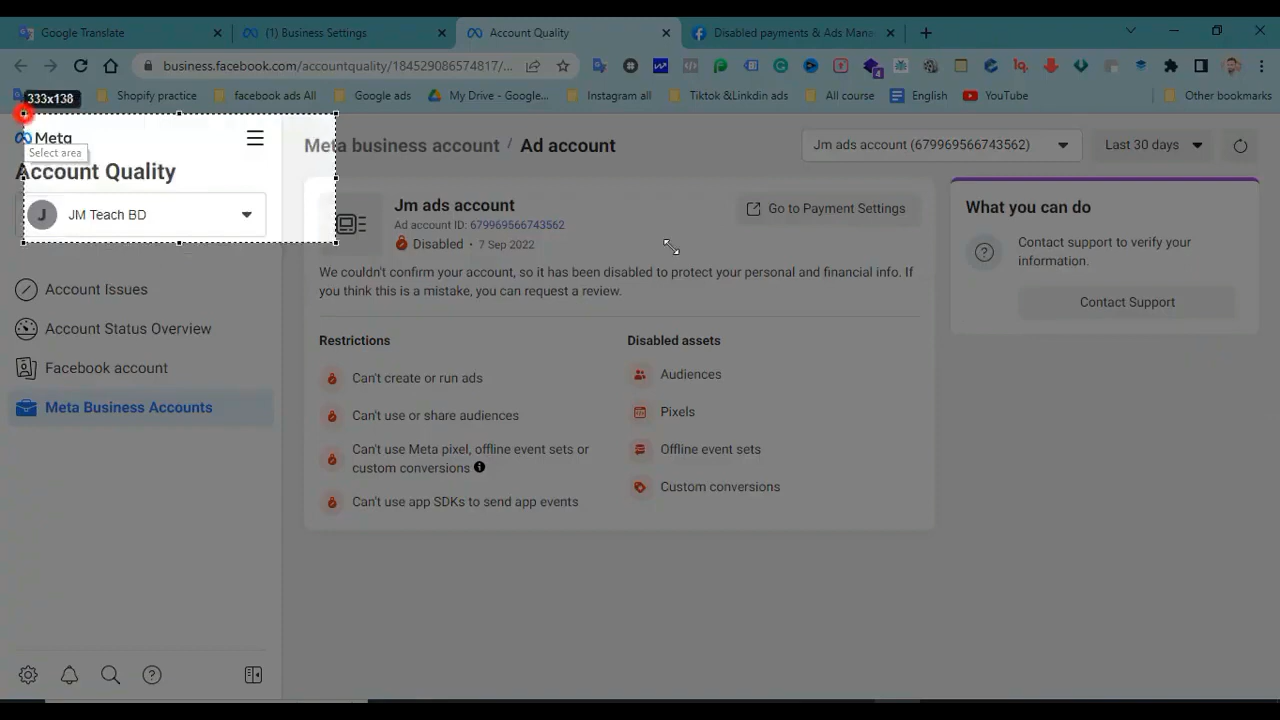 Google Translate
(1) Business Settings
Account Quality
Disabled payments & Ads Mana
business.facebook.com/accountquality/184529086574817/...
4
Shopify practice
facebook ads All
Google ads
My Drive - Google...
Instagram all
Tiktok &Linkdin ads
All course
English
YouTube
Other bookmarks
333x138
Meta
Select area
Account Quality
J
JM Teach BD
Account Issues
Account Status Overview
Facebook account
Meta Business Accounts
Meta business account / Ad account
Jm ads account (679969566743562)
Last 30 days
Jm ads account
Ad account ID: 679969566743562
Disabled • 7 Sep 2022
Go to Payment Settings
We couldn't confirm your account, so it has been disabled to protect your personal and financial info. If
you think this is a mistake, you can request a review.
Restrictions
Can't create or run ads
Can't use or share audiences
Can't use Meta pixel, offline event sets or
custom conversions
Can't use app SDKs to send app events
Disabled assets
Audiences
Pixels
Offline event sets
Custom conversions
What you can do
Contact support to verify your
information.
Contact Support